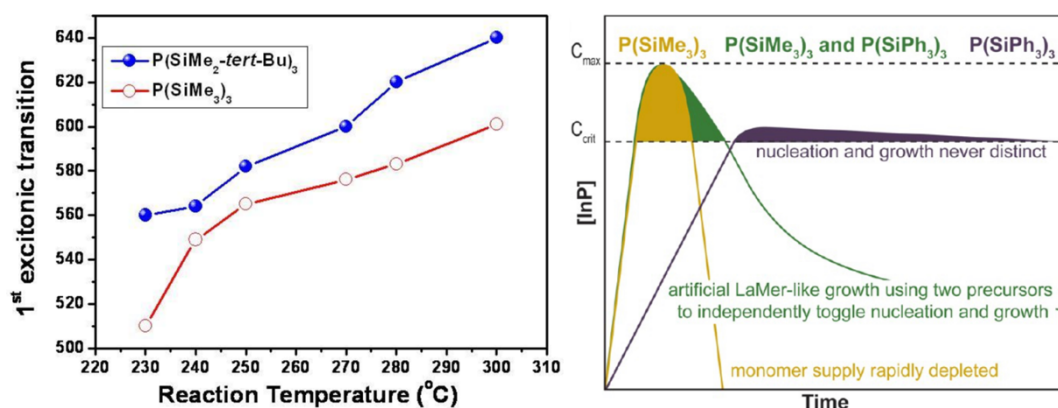 640
620
600
580
560
540
520
500
1st excitonic transition
P(SiMe2-tert-Bu)3
P(SiMe3)3
220 230 240 250 260 270 280 290 300 310
Reaction Temperature (°C)
P(SiMe3)3 P(SiMe3)3 and P(SiPh3)3 P(SiPh3)3
Cmax
Ccrit
[InP]
nucleation and growth never distinct
artificial LaMer-like growth using two precursors
to independently toggle nucleation and growth
monomer supply rapidly depleted
Time